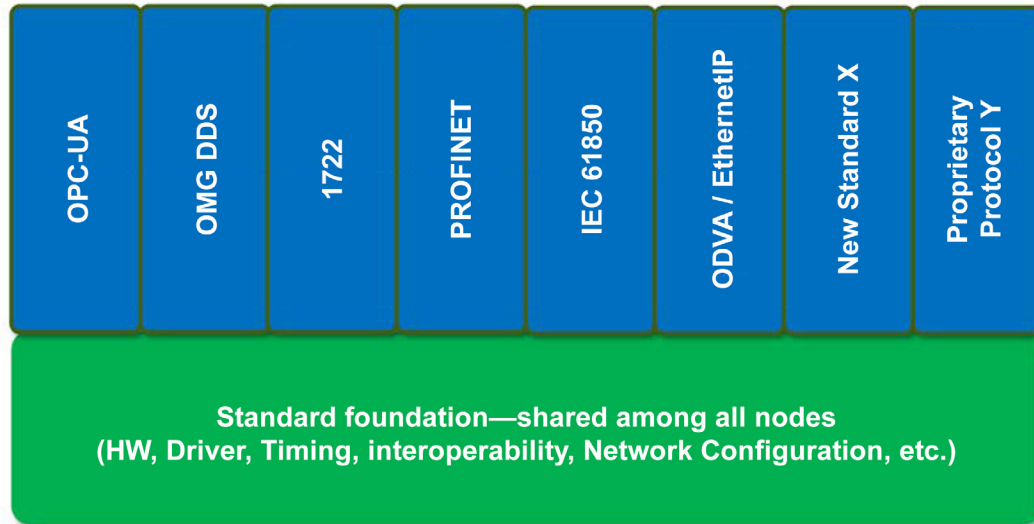 OPC-UA
OMG DDS
1722
PROFINET
IEC 61850
ODVA / EthernetIP
New Standard X
Proprietary
Protocol Y
Standard foundation—shared among all nodes
(HW, Driver, Timing, interoperability, Network Configuration, etc.)